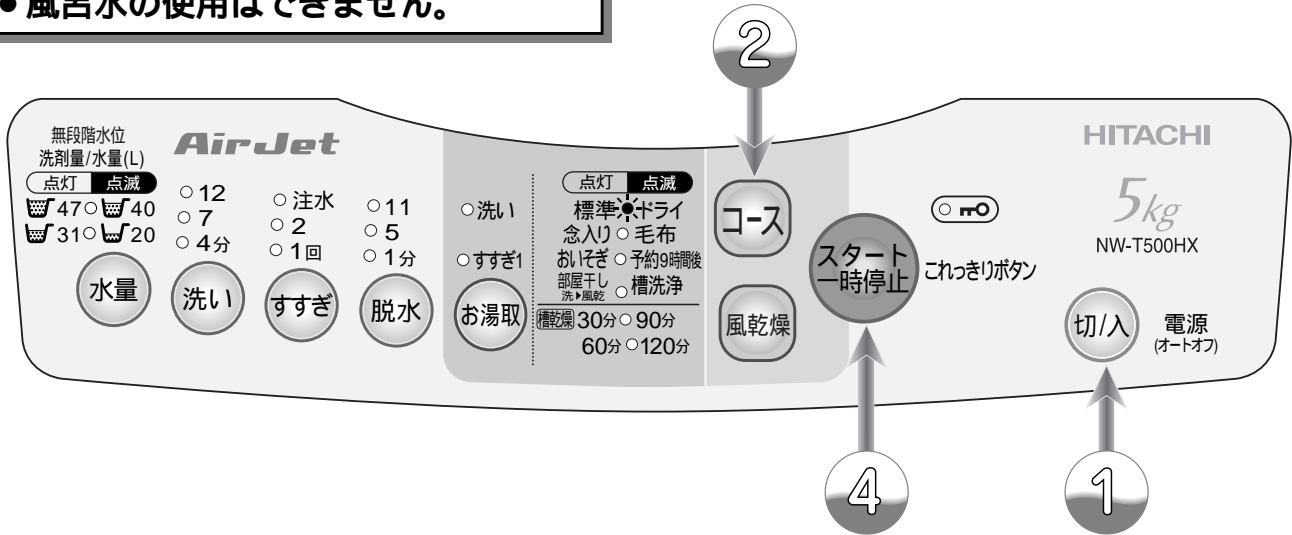 ●風呂水の使用はできません。
2
無段階水位
洗剤量/水量(L)
点灯 点滅
47 40
31 20
水量
AirJet
12
7
4分
洗い
注水
2
1回
すすぎ
11
5
1分
脱水
洗い
すすぎ1
お湯取
点灯 点滅
標準 ドライ
念入り 毛布
おいそぎ 予約9時間後
部屋干し 槽洗浄
洗▶風乾
槽乾燥 30分 90分
60分 120分
コース
風乾燥
スタート
一時停止
これっきりボタン
HITACHI
5kg
NW-T500HX
切/入
電源
(オートオフ)
4
1